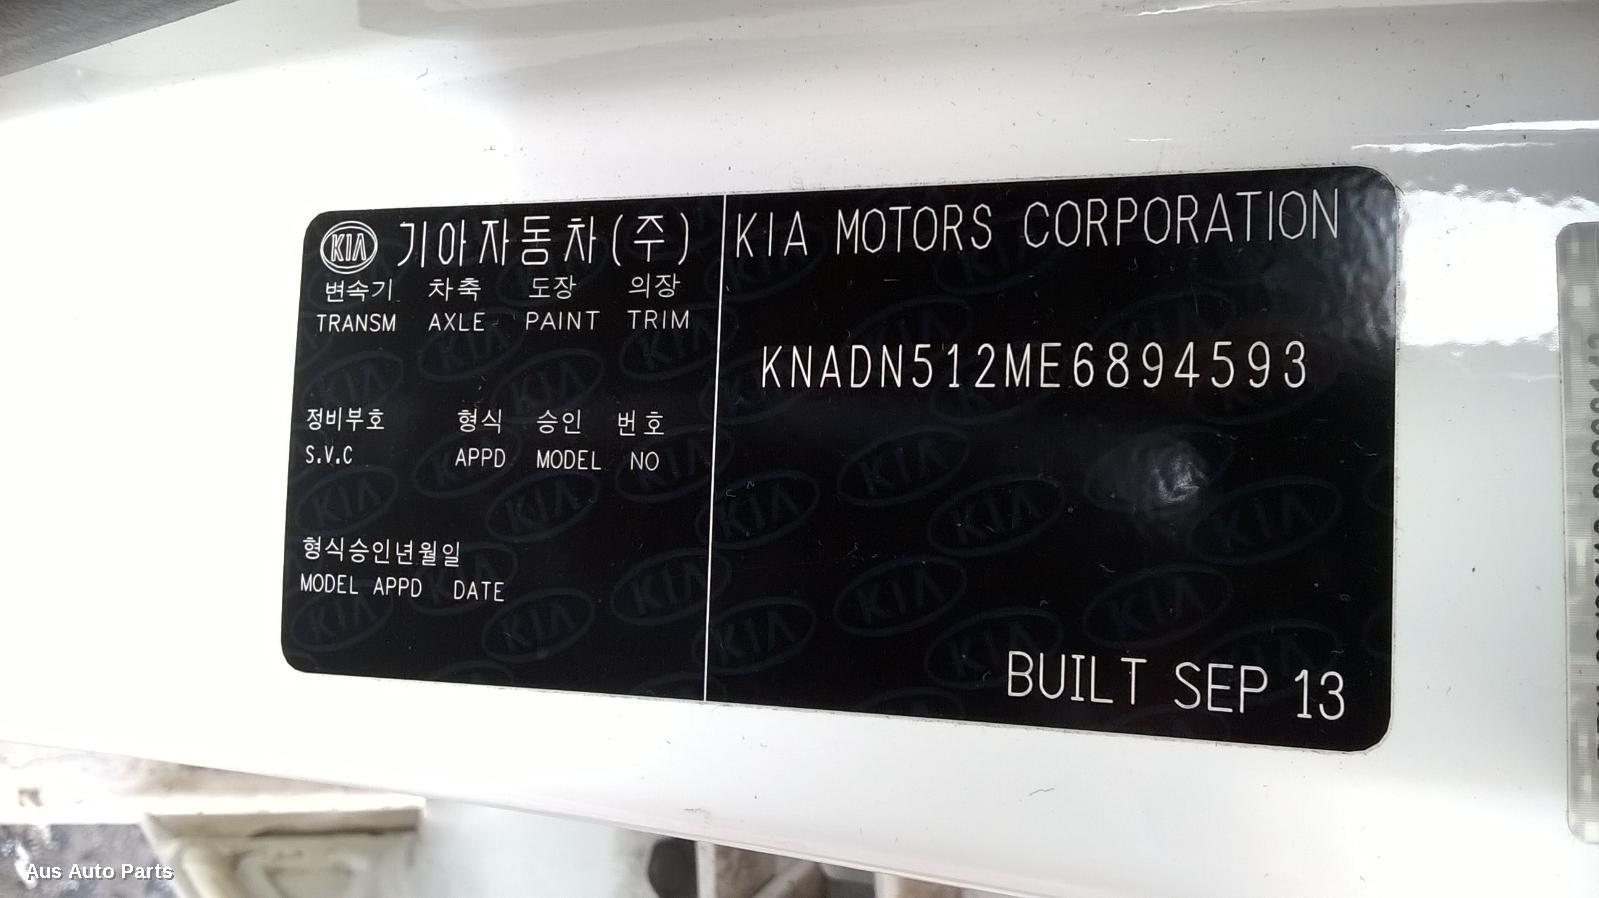 KIA 기아자동차(주)
변속기 차축 도장 의장
TRANSM AXLE PAINT TRIM
정비부호 형식 승인 번호
S.V.C APPD MODEL NO
형식승인년월일
MODEL APPD DATE
KIA MOTORS CORPORATION
KNADN512ME6894593
BUILT SEP 13
Aus Auto Parts